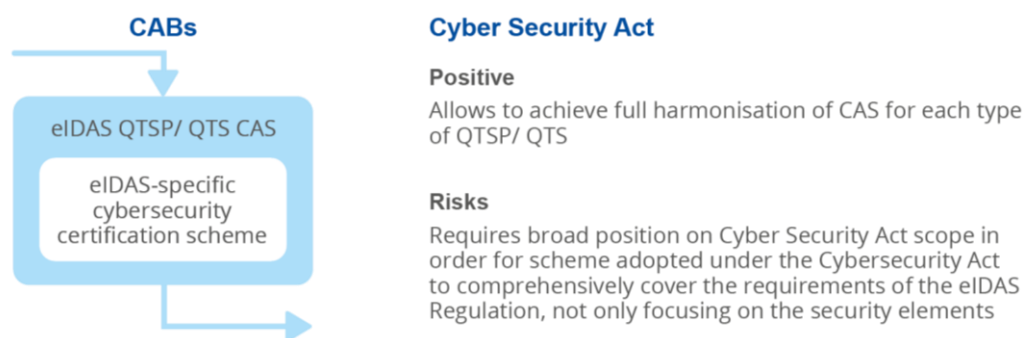 CABs
eIDAS QTSP/ QTS CAS
eIDAS-specific
cybersecurity
certification scheme
Cyber Security Act
Positive
Allows to achieve full harmonisation of CAS for each type
of QTSP/ QTS
Risks
Requires broad position on Cyber Security Act scope in
order for scheme adopted under the Cybersecurity Act
to comprehensively cover the requirements of the eIDAS
Regulation, not only focusing on the security elements